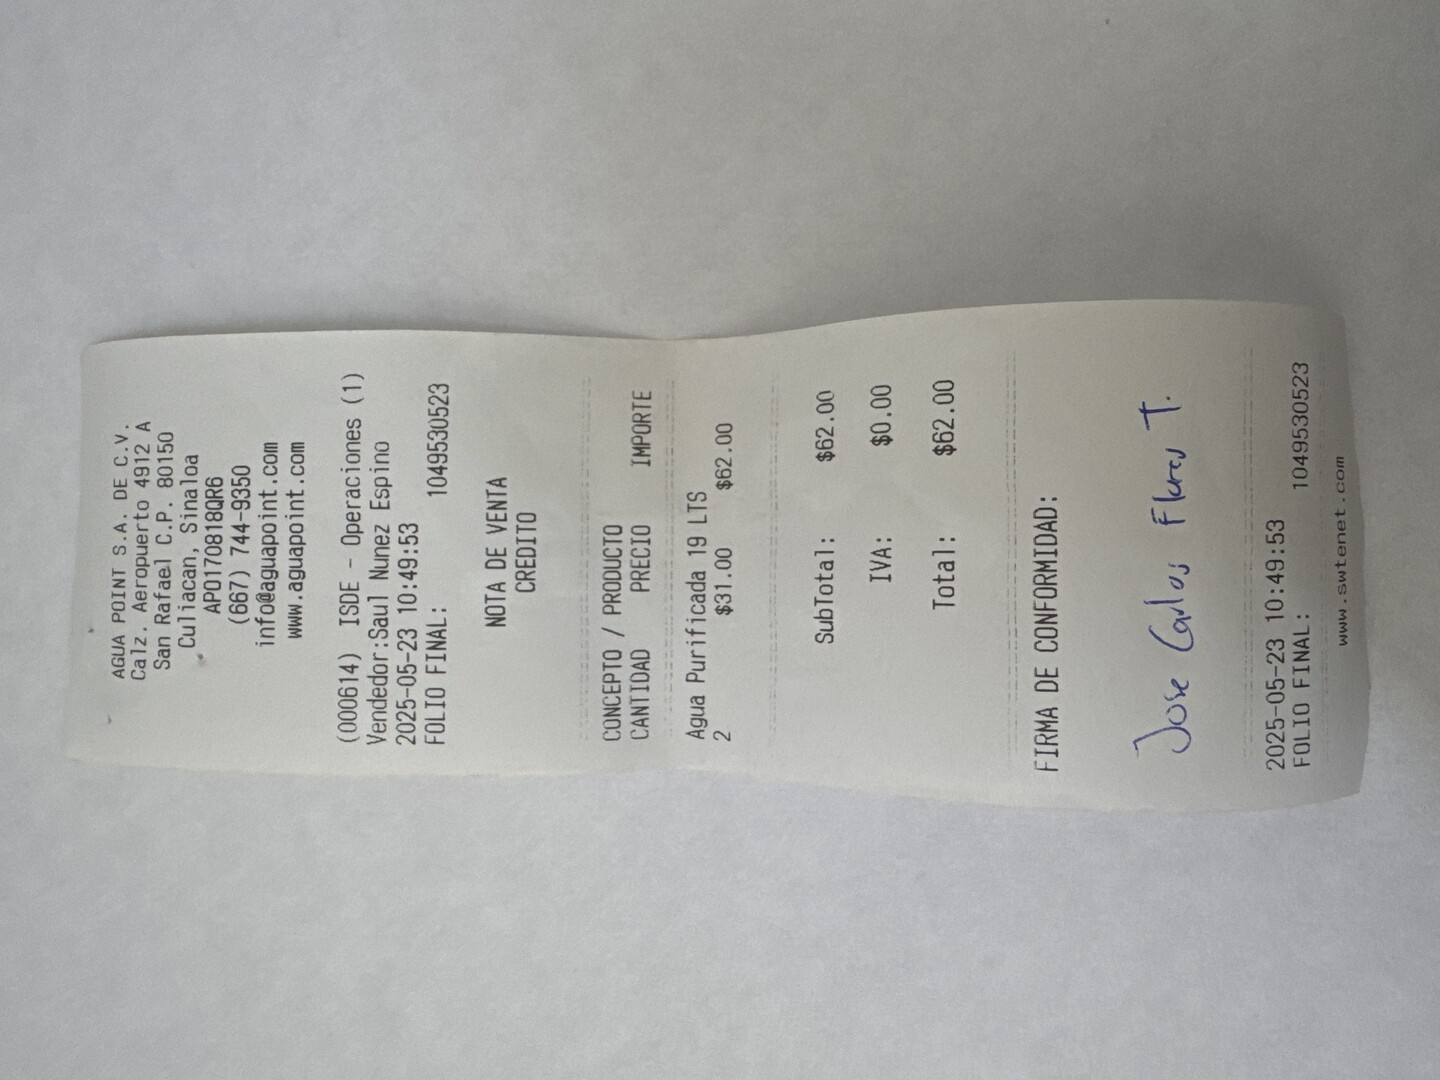 AGUA POINT S.A. DE C.V.
Calz. Aeropuerto 4912 A
San Rafael C.P. 80150
Culiacan, Sinaloa
APO170818QR6
(667) 744-9350
info@aguapoint.com
www.aguapoint.com
(000614) ISDE - Operaciones (1)
Vendedor:Saul Nunez Espino
2025-05-23 10:49:53
FOLIO FINAL: 1049530523
NOTA DE VENTA
CREDITO
CONCEPTO / PRODUCTO
CANTIDAD PRECIO IMPORTE
Agua Purificada 19 LTS
2 $31.00 $62.00
SubTotal: $62.00
IVA: $0.00
Total: $62.00
FIRMA DE CONFORMIDAD:
Jose Carlos Flores T.
2025-05-23 10:49:53
FOLIO FINAL: 1049530523
www.swtenet.com